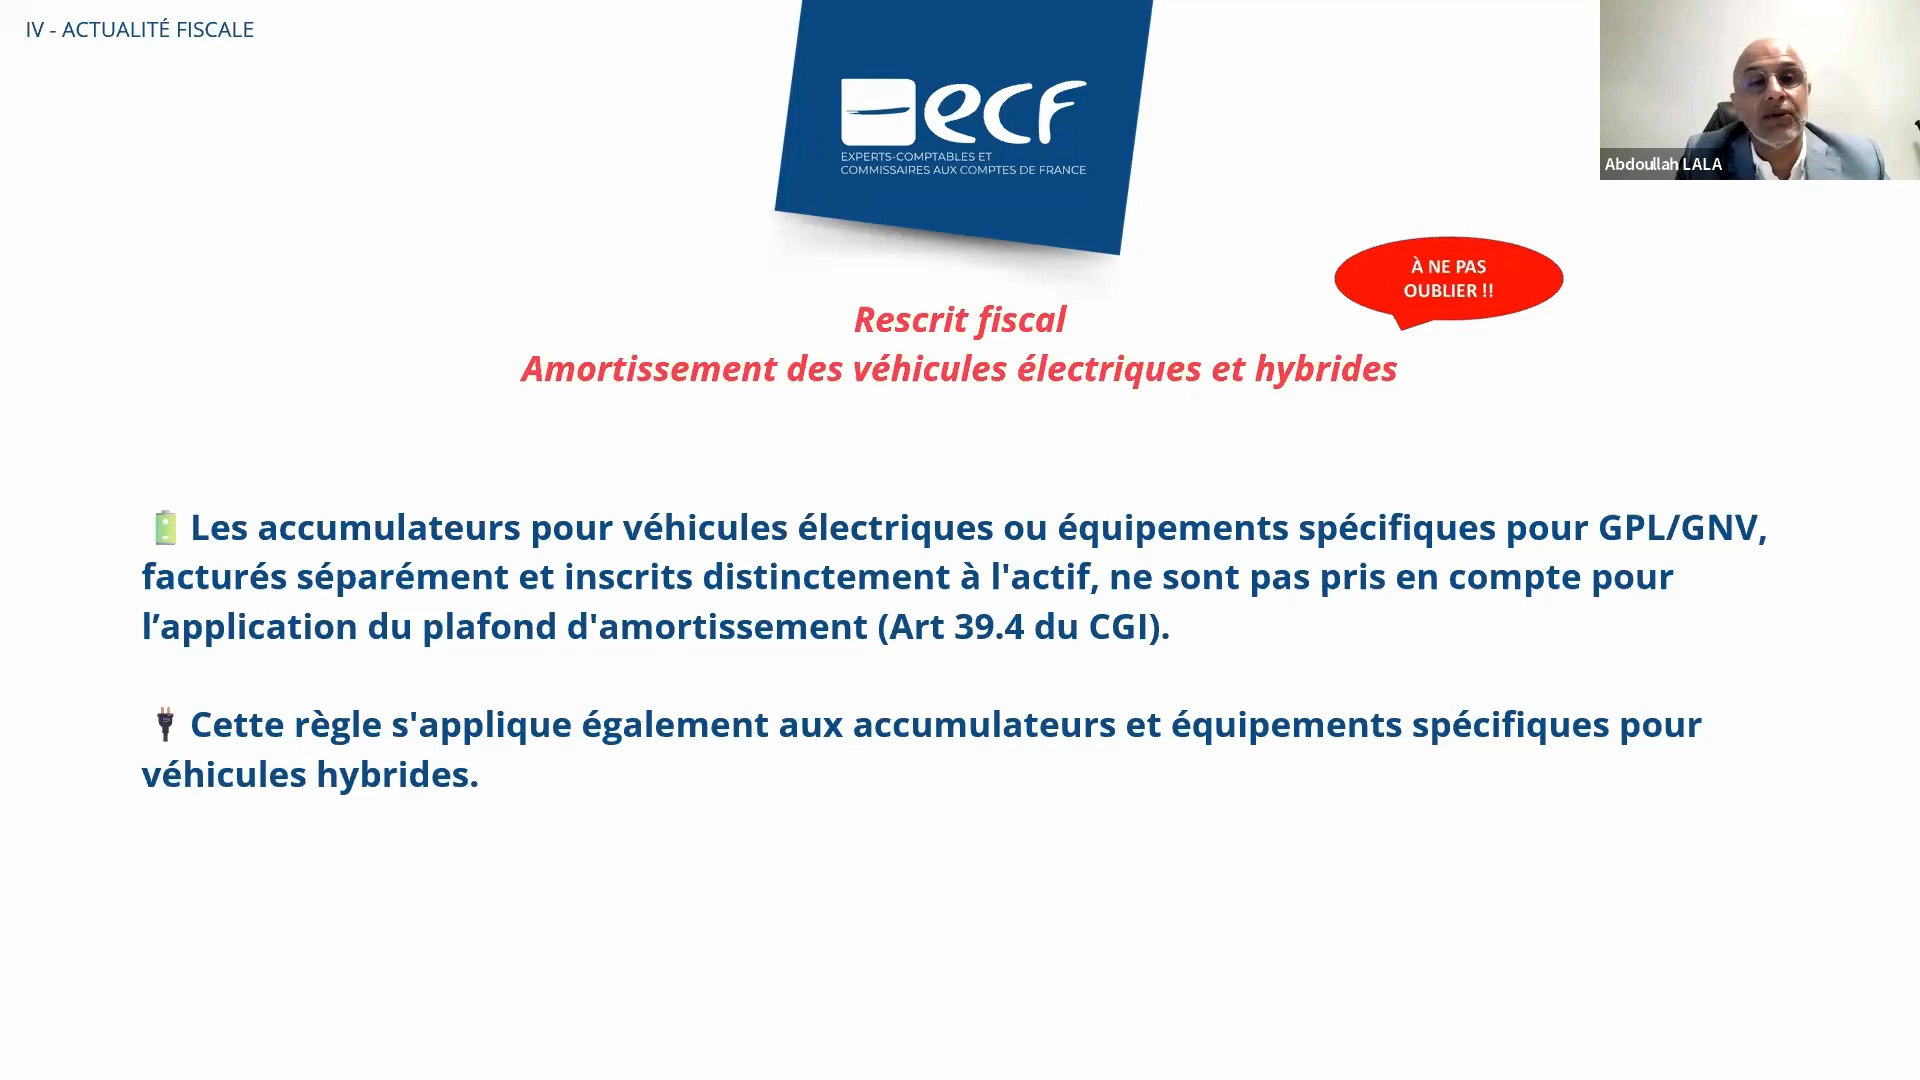 IV - ACTUALITÉ FISCALE
ecf
EXPERTS-COMPTABLES ET
COMMISSAIRES AUX COMPTES DE FRANCE
Abdoullah LALA
À NE PAS
OUBLIER !!
Rescrit fiscal
Amortissement des véhicules électriques et hybrides
Les accumulateurs pour véhicules électriques ou équipements spécifiques pour GPL/GNV,
facturés séparément et inscrits distinctement à l'actif, ne sont pas pris en compte pour
l’application du plafond d'amortissement (Art 39.4 du CGI).
Cette règle s'applique également aux accumulateurs et équipements spécifiques pour
véhicules hybrides.